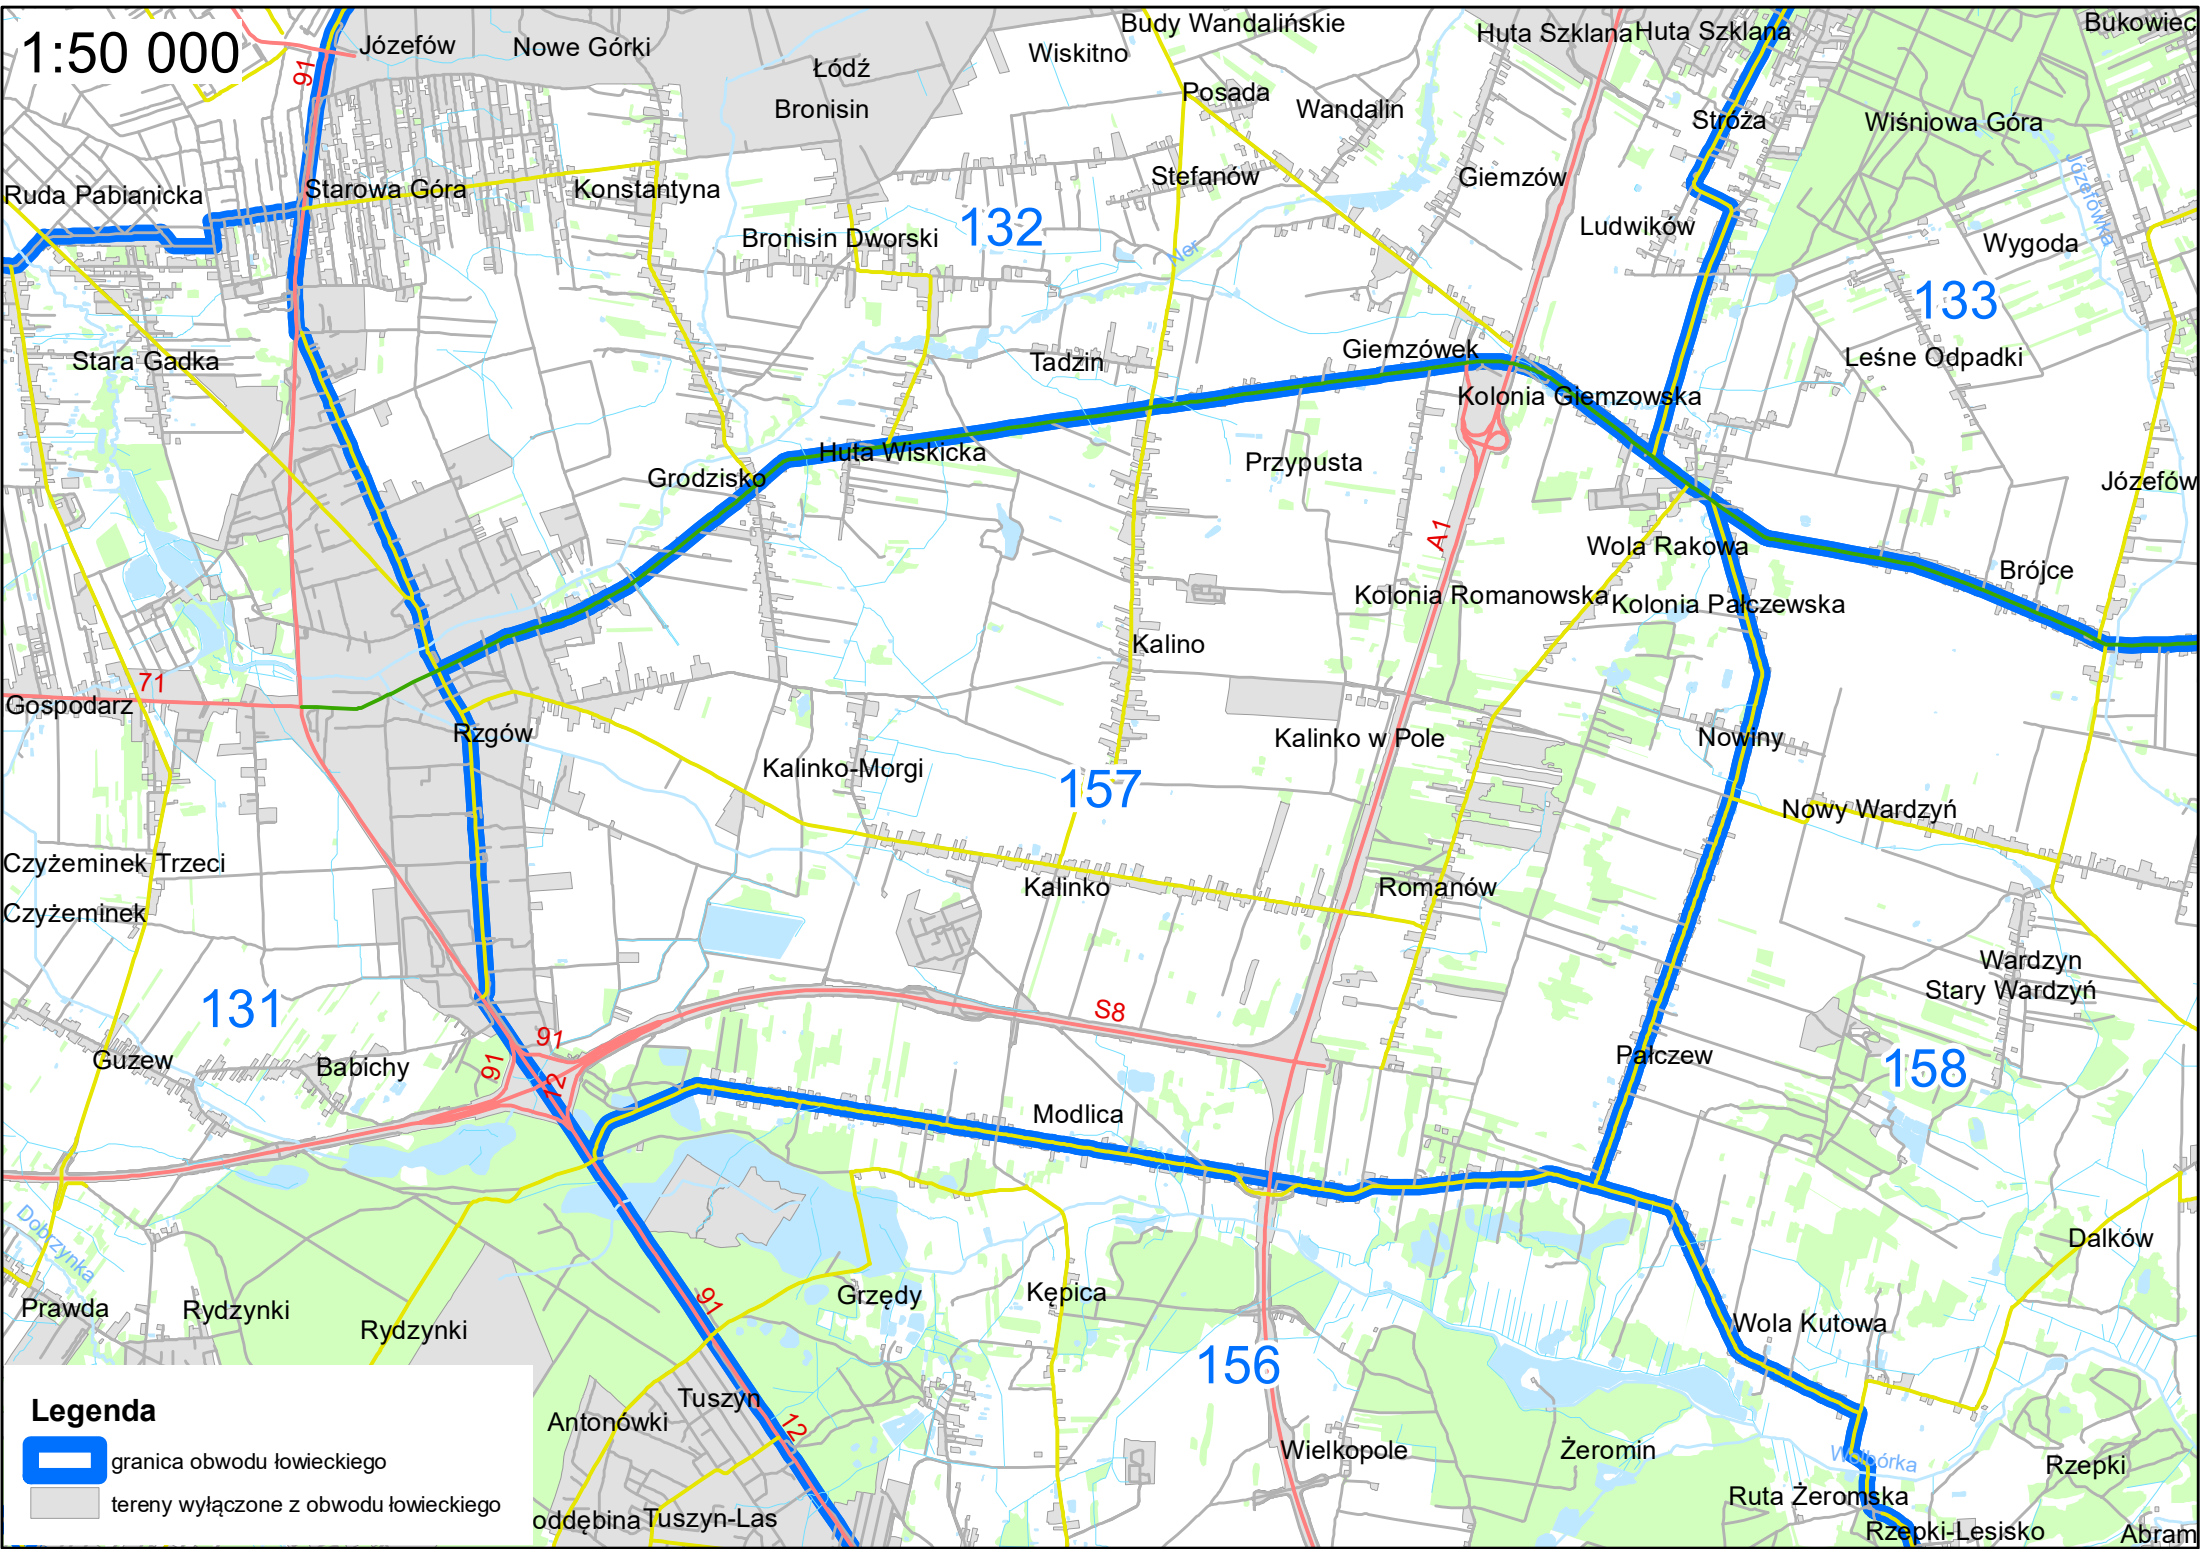 1:50 000
Józefów
Nowe Górki
Łódź
Bronisin
Wiskitno
Budy Wandalińskie
Huta Szklana
Huta Szklana
Bukowiec
91
Posada
Wandalin
Stróża
Wiśniowa Góra
Józefówka
Ruda Pabianicka
Starowa Góra
Konstantyna
Stefanów
Giemzów
Bronisin Dworski
132
Ner
Ludwików
Wygoda
133
Stara Gadka
Tadzin
Giemzówek
Leśne Odpadki
Kolonia Giemzowska
Huta Wiskicka
Grodzisko
Przypusta
Józefów
A1
Wola Rakowa
Brójce
Kolonia Romanowska
Kolonia Pałczewska
Kalino
71
Gospodarz
Rzgów
Kalinko w Pole
Nowiny
Kalinko-Morgi
157
Nowy Wardzyń
Czyżeminek Trzeci
Kalinko
Romanów
Czyżeminek
Wardzyn
Stary Wardzyń
131
S8
91
91
12
Guzew
Babichy
Pałczew
158
Modlica
Dobrzynka
Dalków
Prawda
Rydzynki
Rydzynki
91
Grzędy
Kępica
Wola Kutowa
156
Legenda
granica obwodu łowieckiego
tereny wyłączone z obwodu łowieckiego
Tuszyn
Antonówki
12
Wielkopole
Żeromin
Wolbórka
Rzepki
Ruta Żeromska
oddębina
Tuszyn-Las
Rzepki-Lesisko
Abram